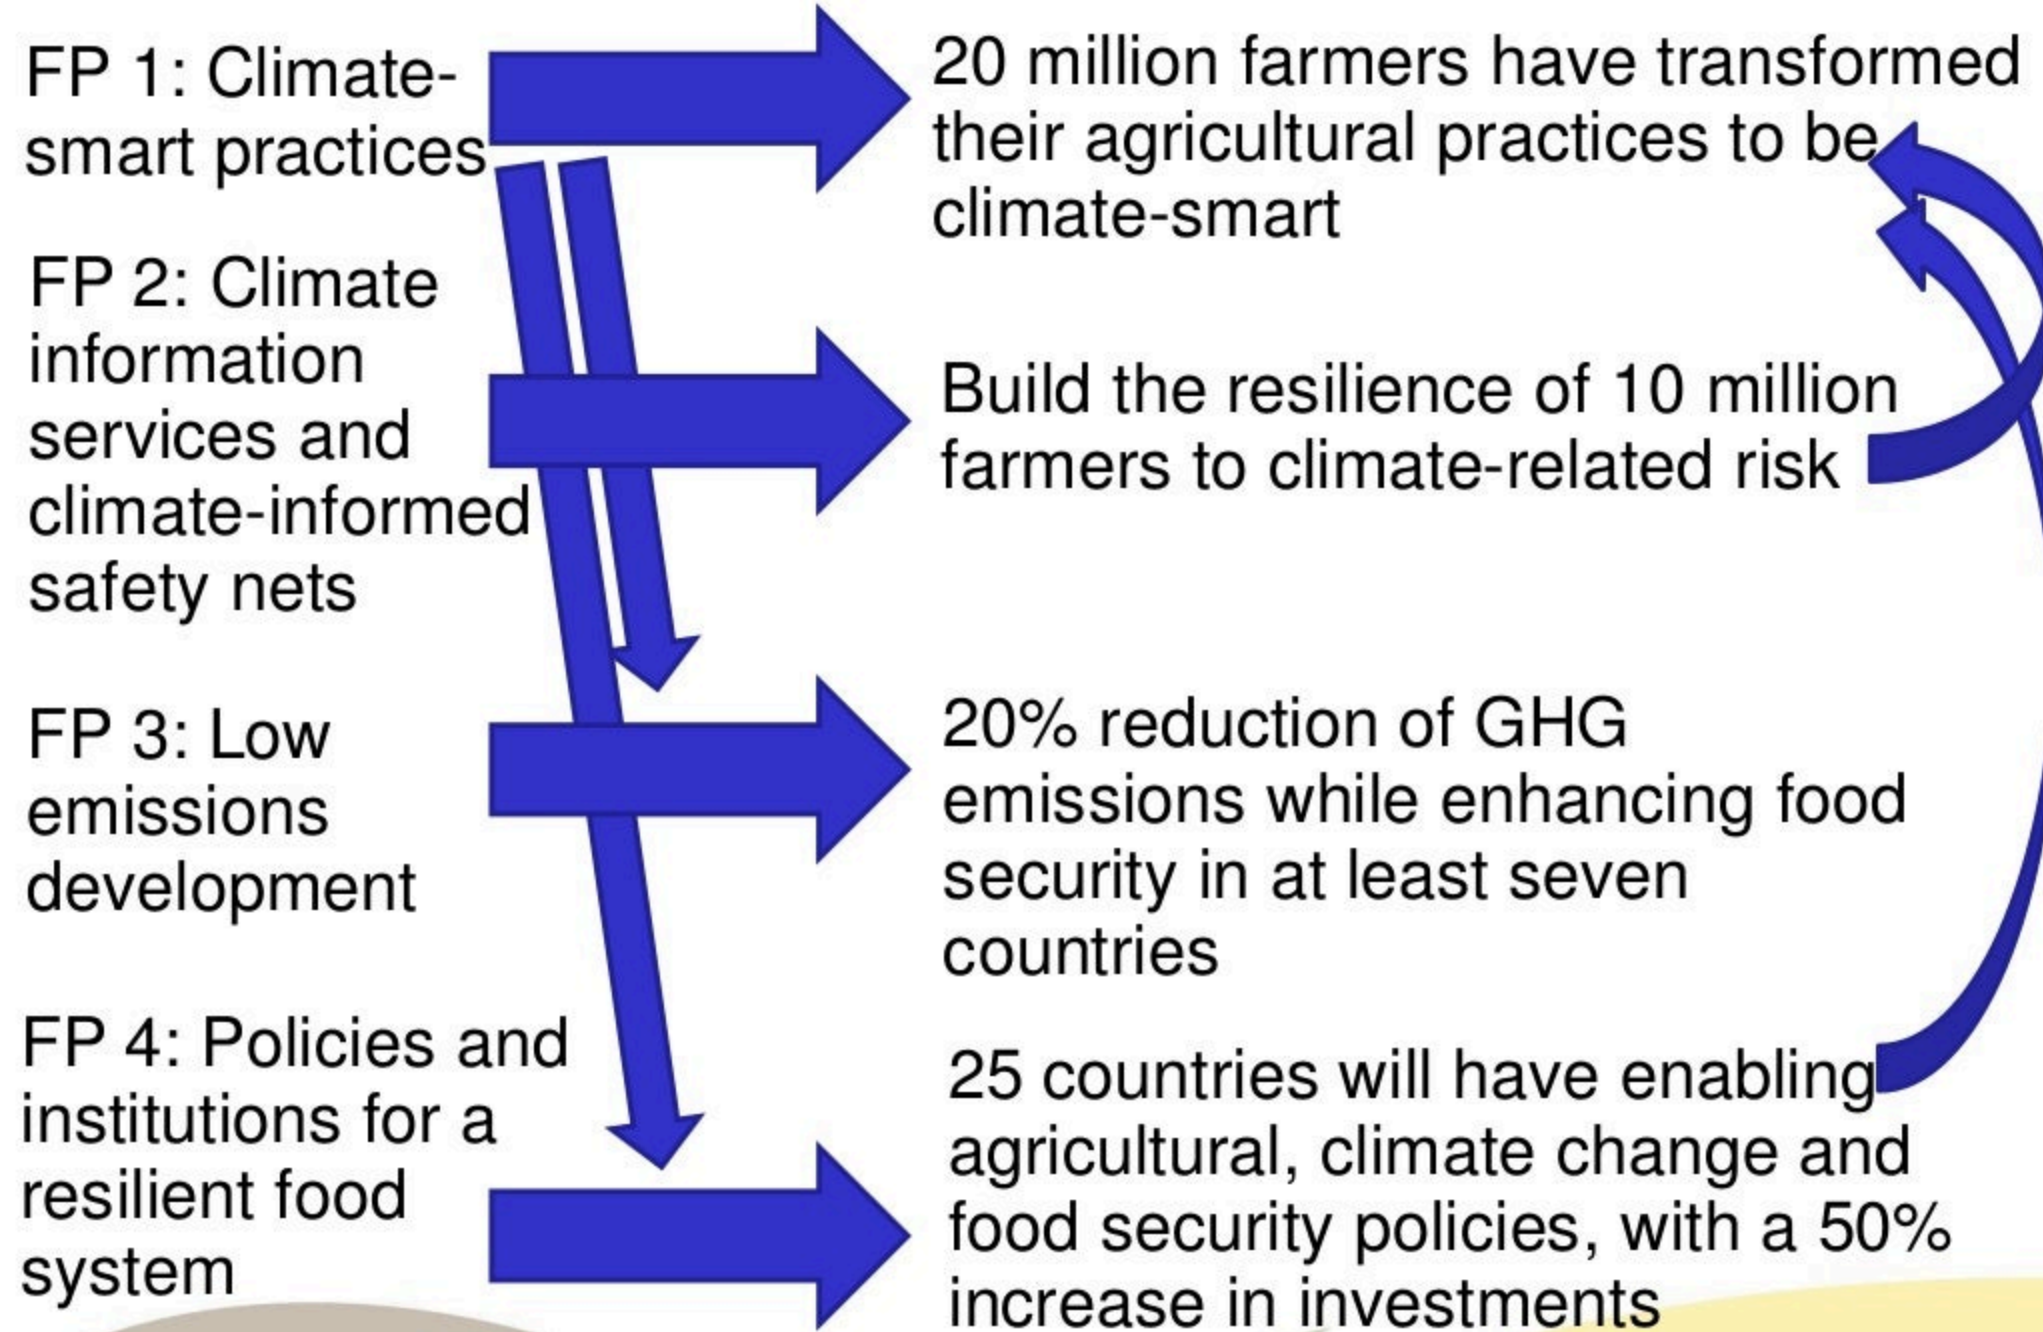 FP 1: Climate-
smart practices
20 million farmers have transformed
their agricultural practices to be
climate-smart
FP 2: Climate
information
services and
climate-informed
safety nets
Build the resilience of 10 million
farmers to climate-related risk
FP 3: Low
emissions
development
20% reduction of GHG
emissions while enhancing food
security in at least seven
countries
FP 4: Policies and
institutions for a
resilient food
system
25 countries will have enabling
agricultural, climate change and
food security policies, with a 50%
increase in investments